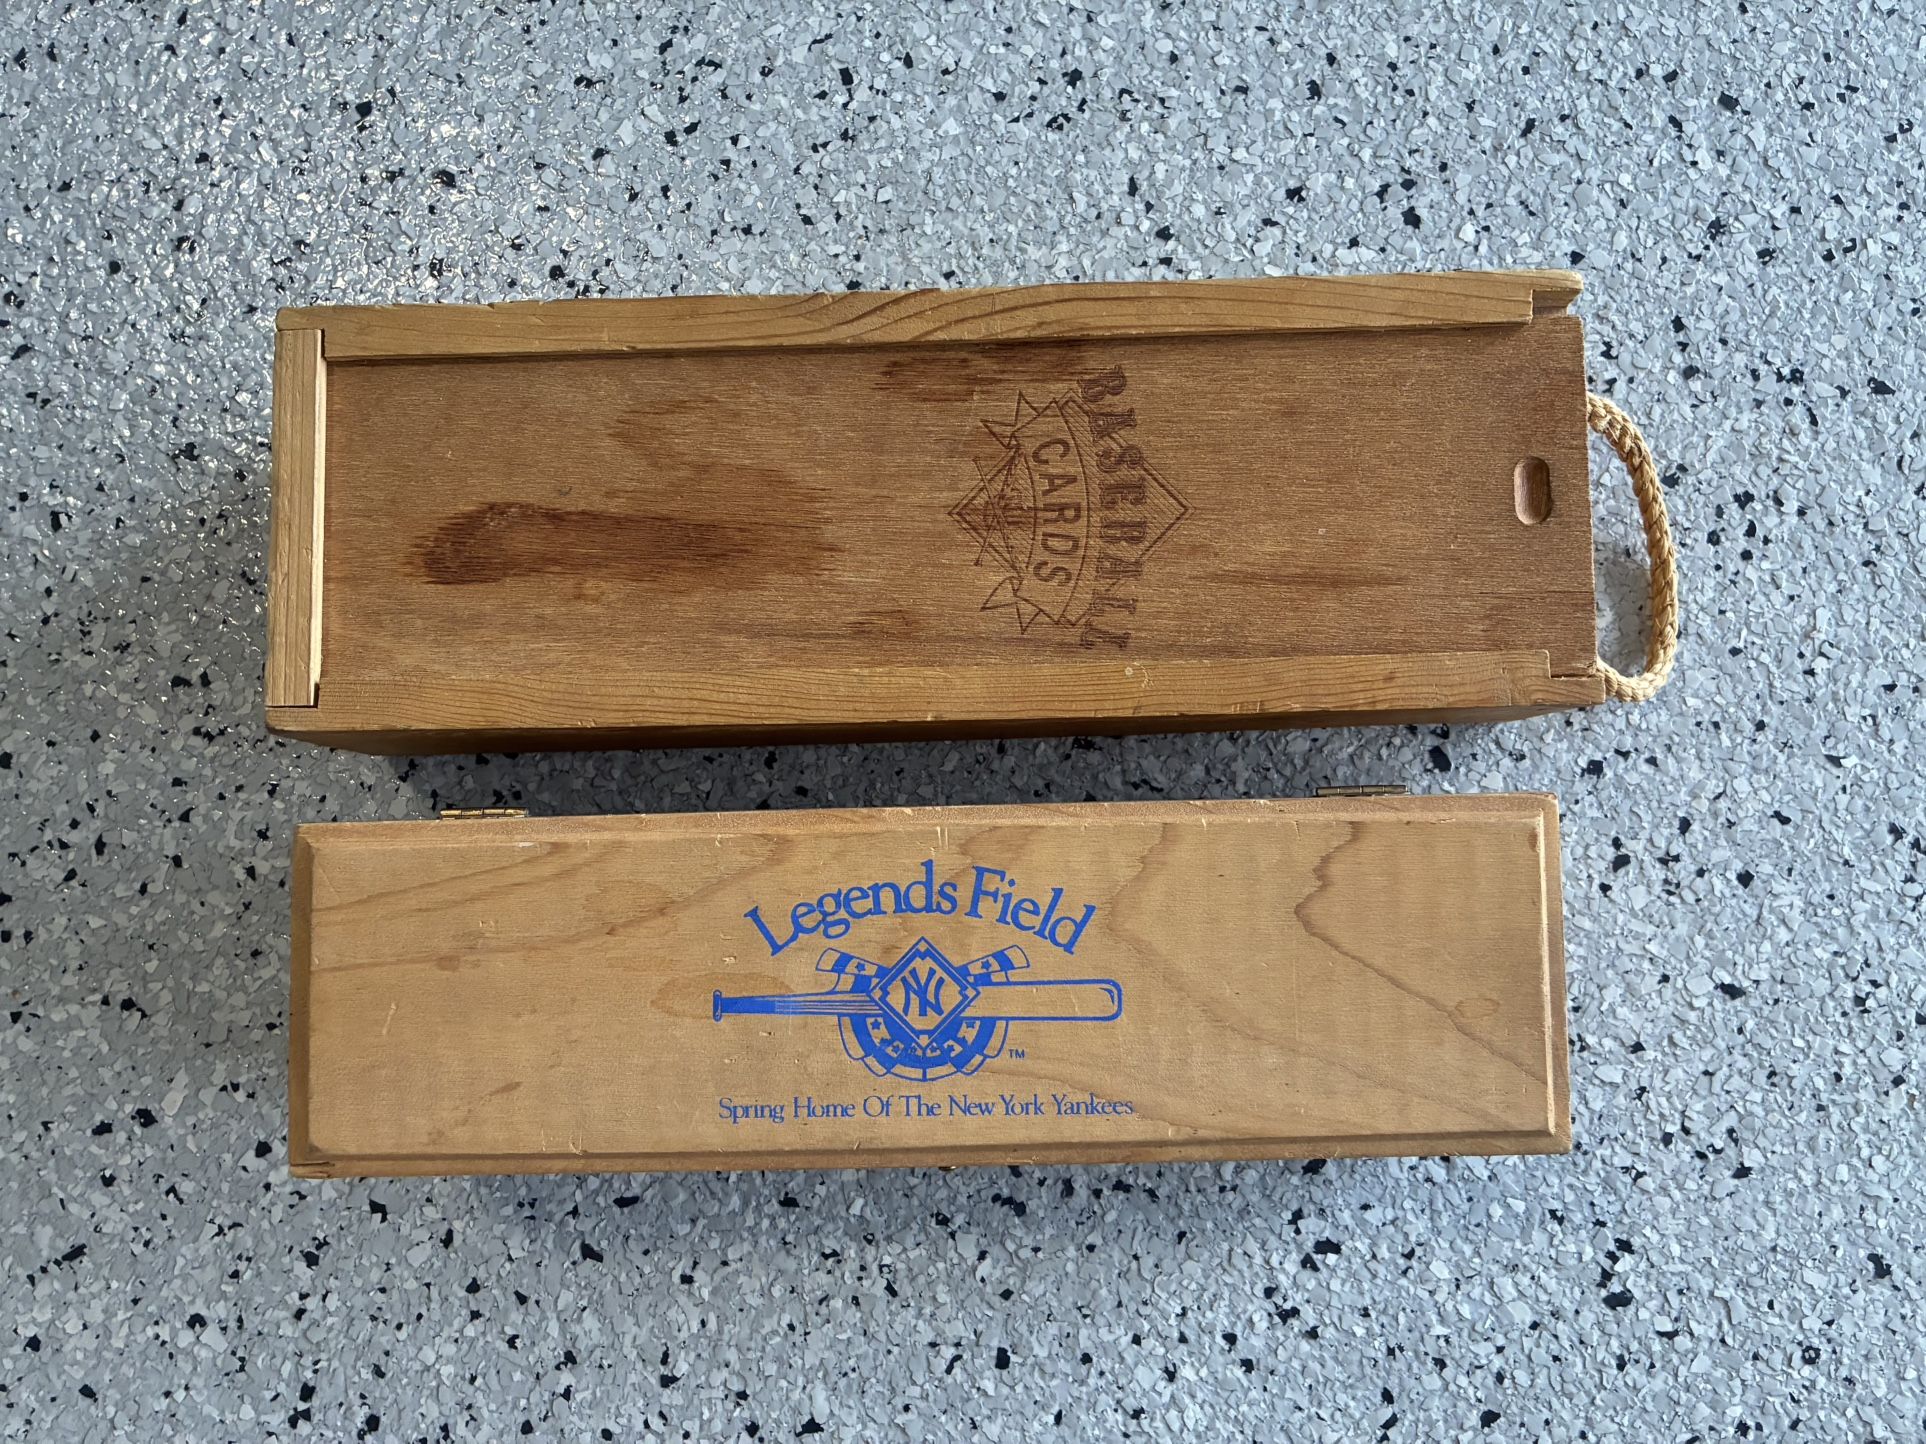 BASEBALL
CARDS
Legends Field
NY
TM
Spring Home Of The New York Yankees